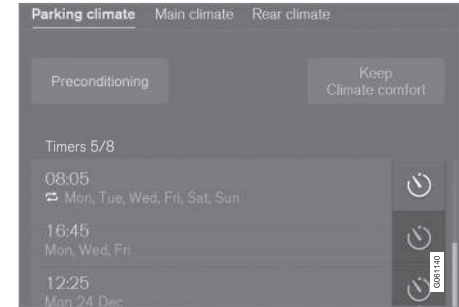 Parking climate Main climate Rear climate
Preconditioning
Keep
Climate comfort
Timers 5/8
08:05
Mon, Tue, Wed, Fri, Sat, Sun
16:45
Mon, Wed, Fri
12:25
Mon 24 Dec
G061140